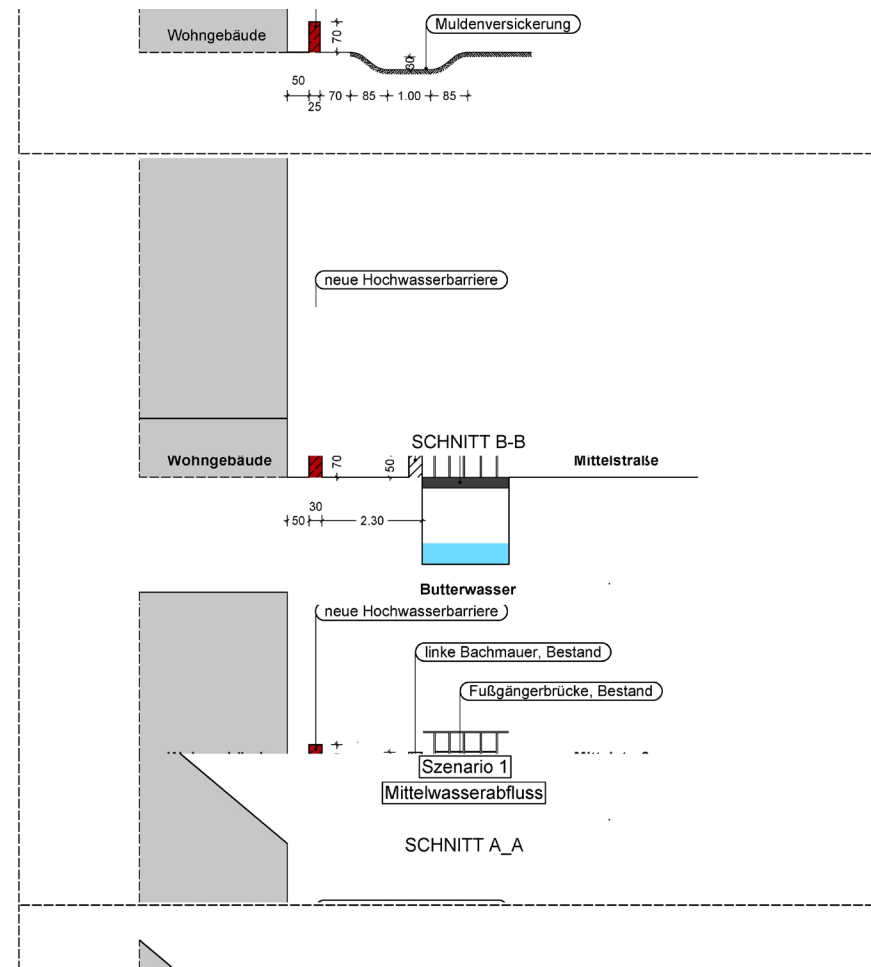 Muldenversickerung
Wohngebäude
70
30
50
25
70
85
1.00
85
neue Hochwasserbarriere
SCHNITT B-B
Wohngebäude
70
50
Mittelstraße
30
50
2.30
Butterwasser
neue Hochwasserbarriere
linke Bachmauer, Bestand
Fußgängerbrücke, Bestand
Szenario 1
Mittelwasserabfluss
SCHNITT A_A